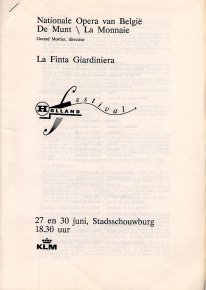 Nationale Opera van België
De Munt \ La Monnaie
Gerard Mortier, directeur
La Finta Giardiniera
Holland
festival
27 en 30 juni, Stadsschouwburg
18.30 uur
KLM